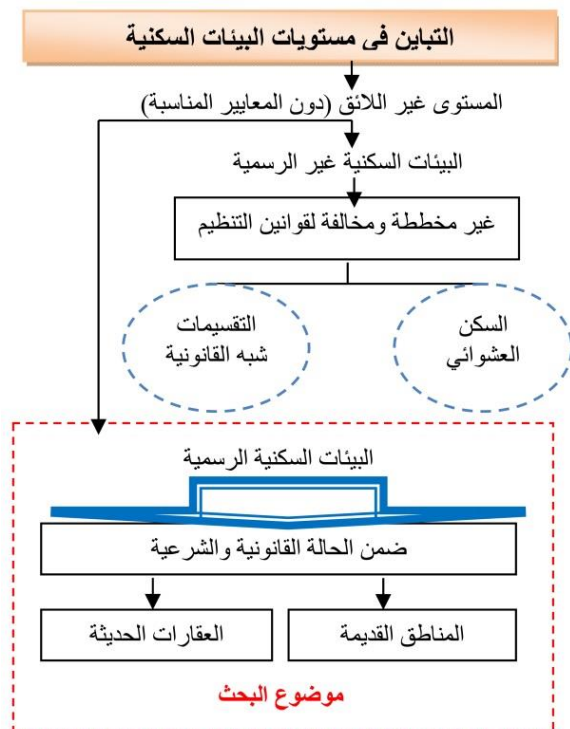 التباين فى مستويات البيئات السكنية
المستوى غير اللائق (دون المعايير المناسبة)
البيئات السكنية غير الرسمية
غير مخططة ومخالفة لقوانين التنظيم
السكن
العشوائي
التقسيمات
شبه القانونية
البيئات السكنية الرسمية
ضمن الحالة القانونية والشرعية
المناطق القديمة
العقارات الحديثة
موضوع البحث